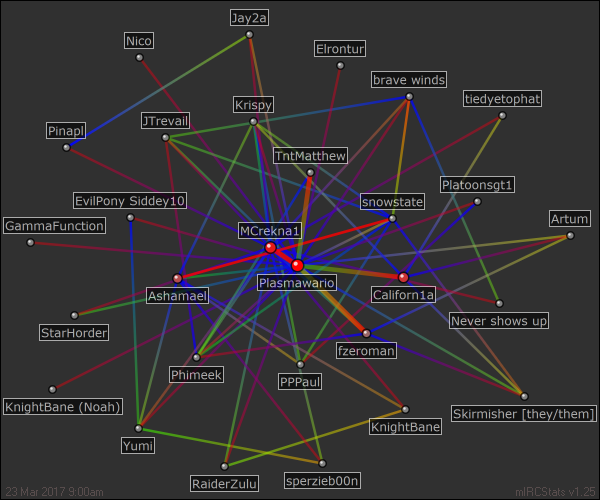 Jay2a
Nico
Elrontur
brave winds
tiedyetophat
Krispy
JTrevail
Pinapl
TntMatthew
Platoonsgt1
EvilPony Siddey10
snowstate
GammaFunction
MCrekna1
Artum
Plasmawario
Ashamael
Californ1a
StarHorder
Never shows up
fzeroman
Phimeek
PPPaul
KnightBane (Noah)
Skirmisher [they/them]
KnightBane
Yumi
RaiderZulu
sperzieb00n
23 Mar 2017 9:00am
mIRCStats v1.25